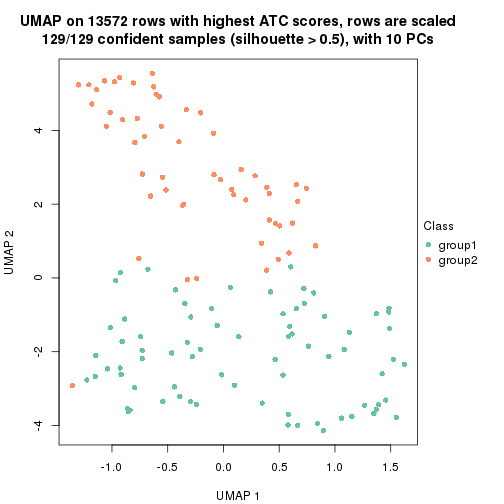 UMAP on 13572 rows with highest ATC scores, rows are scaled
129/129 confident samples (silhouette > 0.5), with 10 PCs
4
2
0
-2
-4
UMAP 2
Class
group1
group2
-1.0 -0.5 0.0 0.5 1.0 1.5
UMAP 1